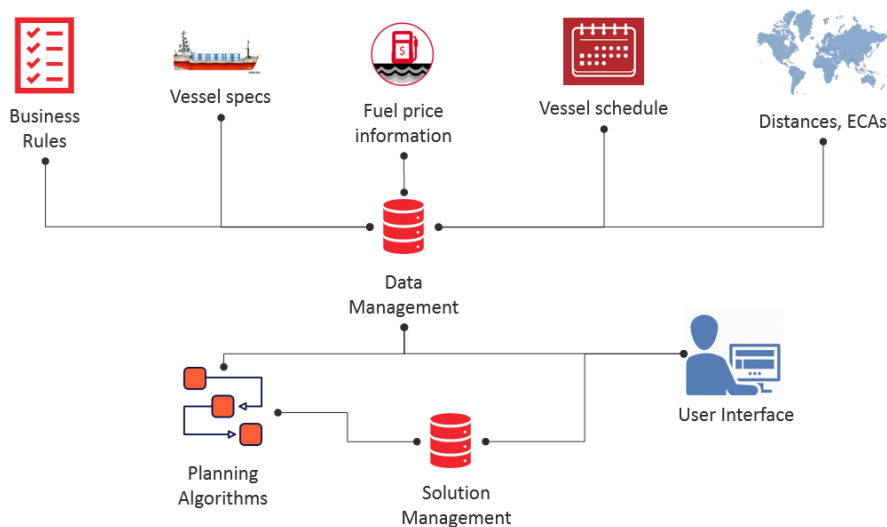 Business
Rules
Vessel specs
$
Fuel price
information
Vessel schedule
Distances, ECAs
Data
Management
User Interface
Planning
Algorithms
Solution
Management